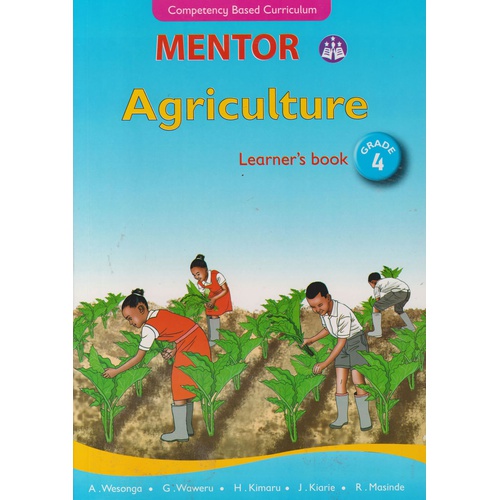 Competency Based Curriculum
MENTOR
Agriculture
Learner's book
GRADE
4
A .Wesonga • G .Waweru • H . Kimaru • J . Kiarie • R . Masinde